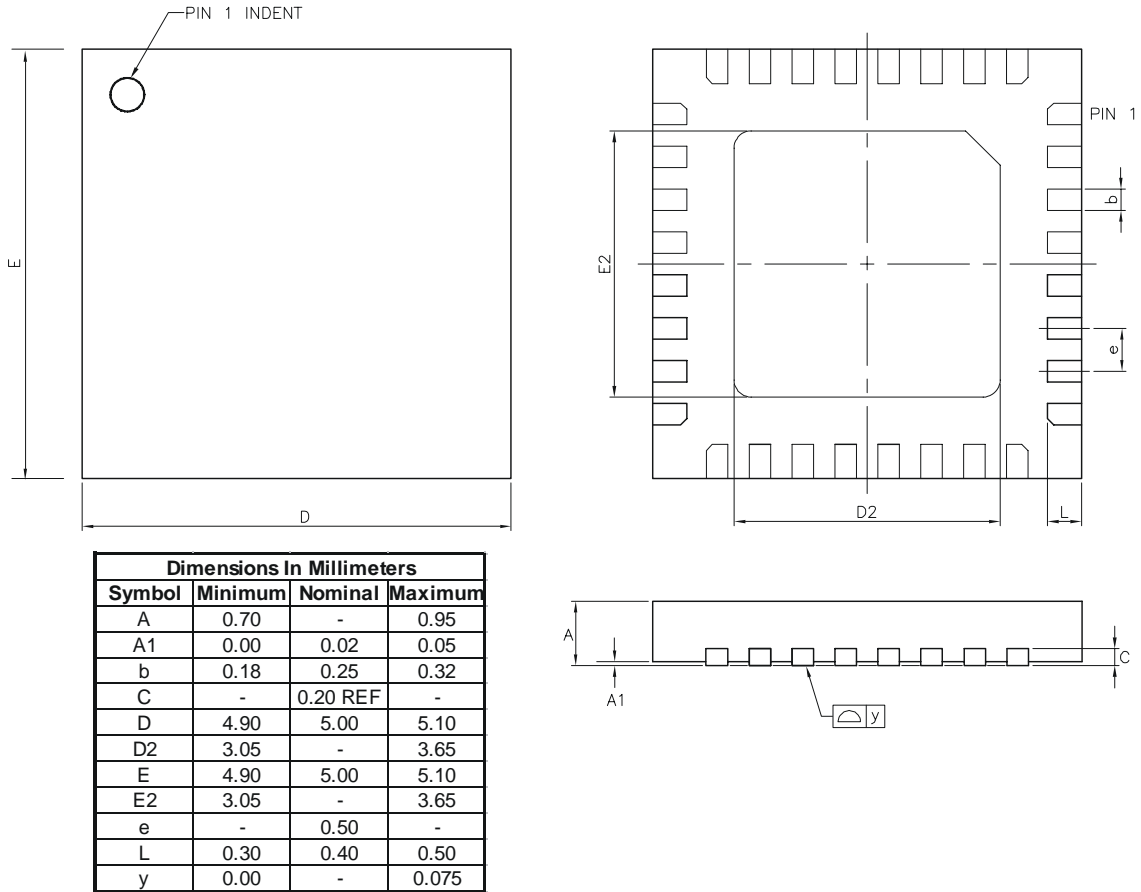 PIN 1 INDENT
E
D
PIN 1
b
E2
e
D2
L
Dimensions In Millimeters
Symbol Minimum Nominal Maximum
A 0.70 - 0.95
A1 0.00 0.02 0.05
b 0.18 0.25 0.32
C - 0.20 REF -
D 4.90 5.00 5.10
D2 3.05 - 3.65
E 4.90 5.00 5.10
E2 3.05 - 3.65
e - 0.50 -
L 0.30 0.40 0.50
y 0.00 - 0.075
A
C
A1
y